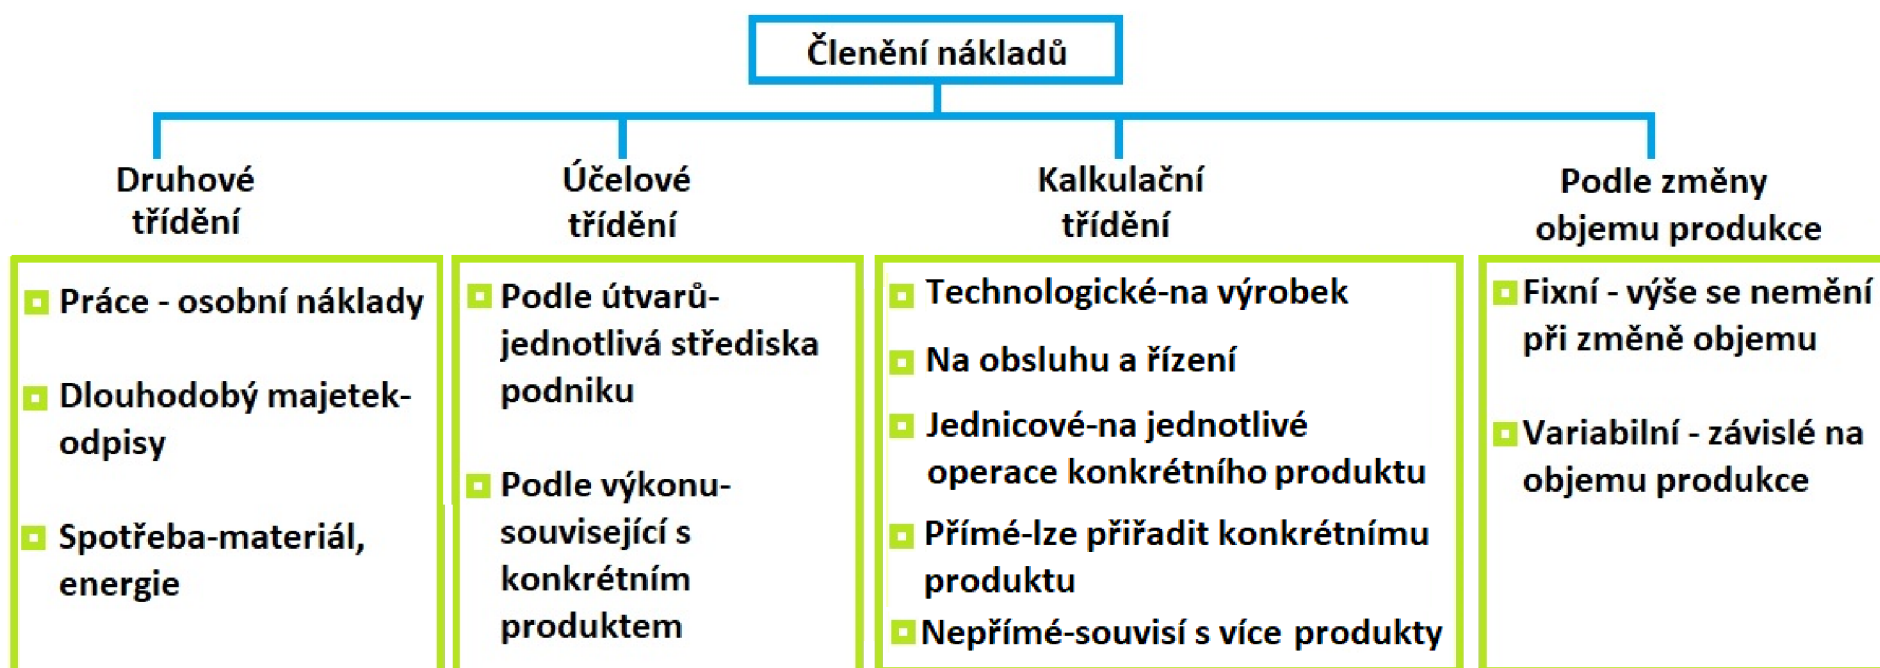 Členění nákladů
Druhové
třídění
Práce - osobní náklady
Dlouhodobý majetek-
odpisy
Spotřeba-materiál,
energie
Účelové
třídění
Podle útvarů-
jednotlivá střediska
podniku
Podle výkonu-
související s
konkrétním
produktem
Kalkulační
třídění
Technologické-na výrobek
Na obsluhu a řízení
Jednicové-na jednotlivé
operace konkrétního produktu
Přímé-lze přiřadit konkrétnímu
produktu
Nepřímé-souvisí s více produkty
Podle změny
objemu produkce
Fixní - výše se nemění
při změně objemu
Variabilní - závislé na
objemu produkce